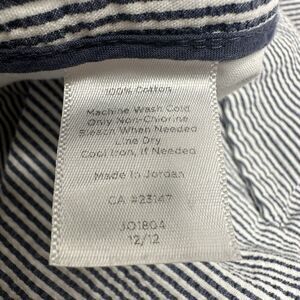 100% Cotton
Machine Wash Cold
Only Non-Chlorine
Bleach When Needed
Line Dry
Cool Iron, If Needed
Made In Jordan
CA #23147
JO1804
12/12